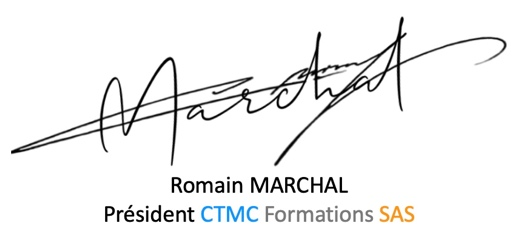 Marchal
Romain MARCHAL
Président CTMC Formations SAS